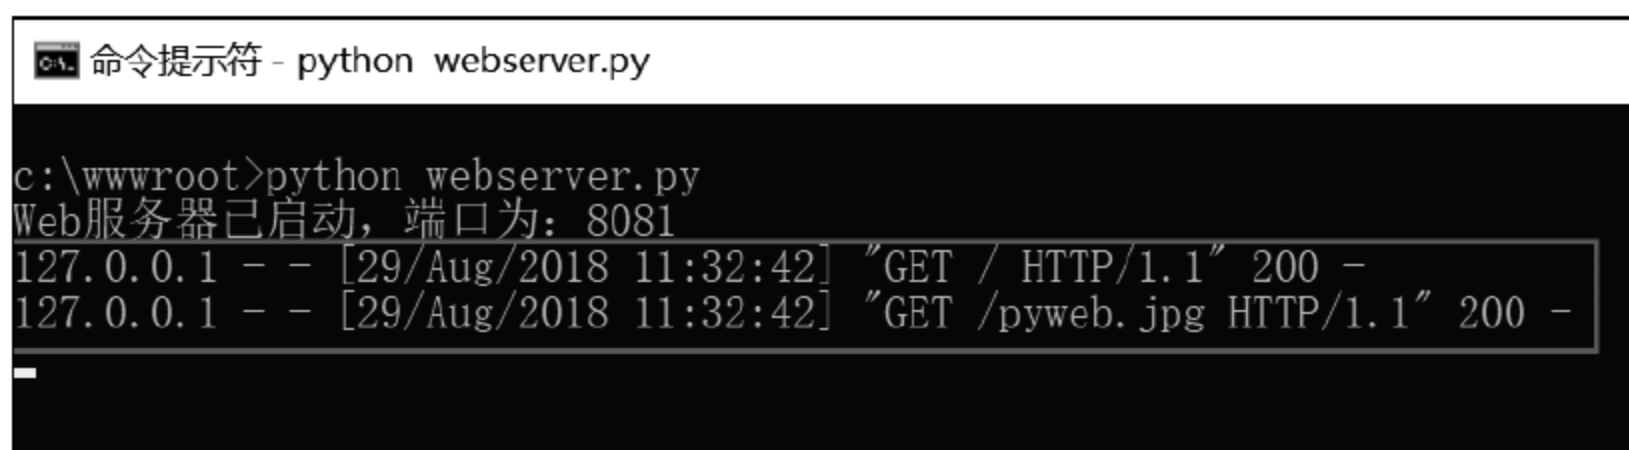 命令提示符 - python  webserver.py
c:\wwwroot>python webserver.py
Web服务器已启动，端口为：8081
127.0.0.1 - - [29/Aug/2018 11:32:42] "GET / HTTP/1.1" 200 -
127.0.0.1 - - [29/Aug/2018 11:32:42] "GET /pyweb.jpg HTTP/1.1" 200 -